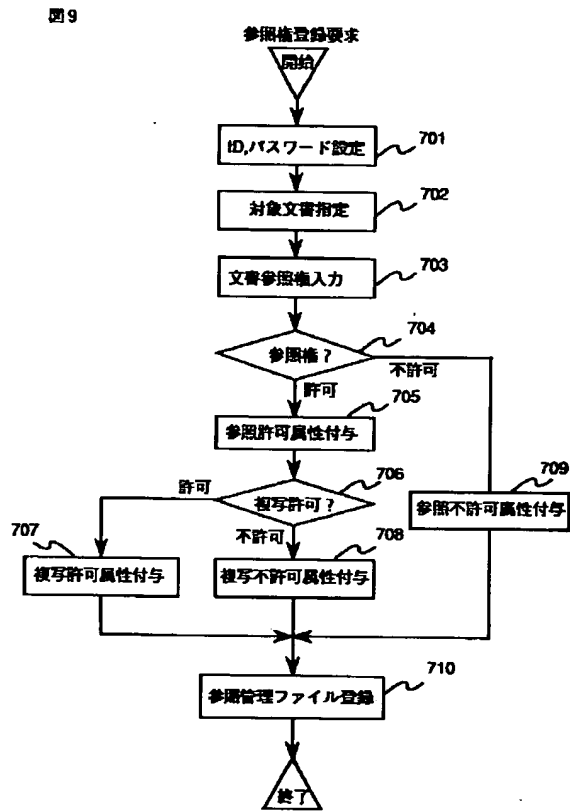 図9
参照権登録要求
開始
ID,パスワード設定
701
対象文書指定
702
文書参照権入力
703
参照権？
704
不許可
許可
参照許可属性付与
705
複写許可？
706
許可
不許可
複写許可属性付与
707
複写不許可属性付与
708
参照不許可属性付与
709
参照管理ファイル登録
710
終了